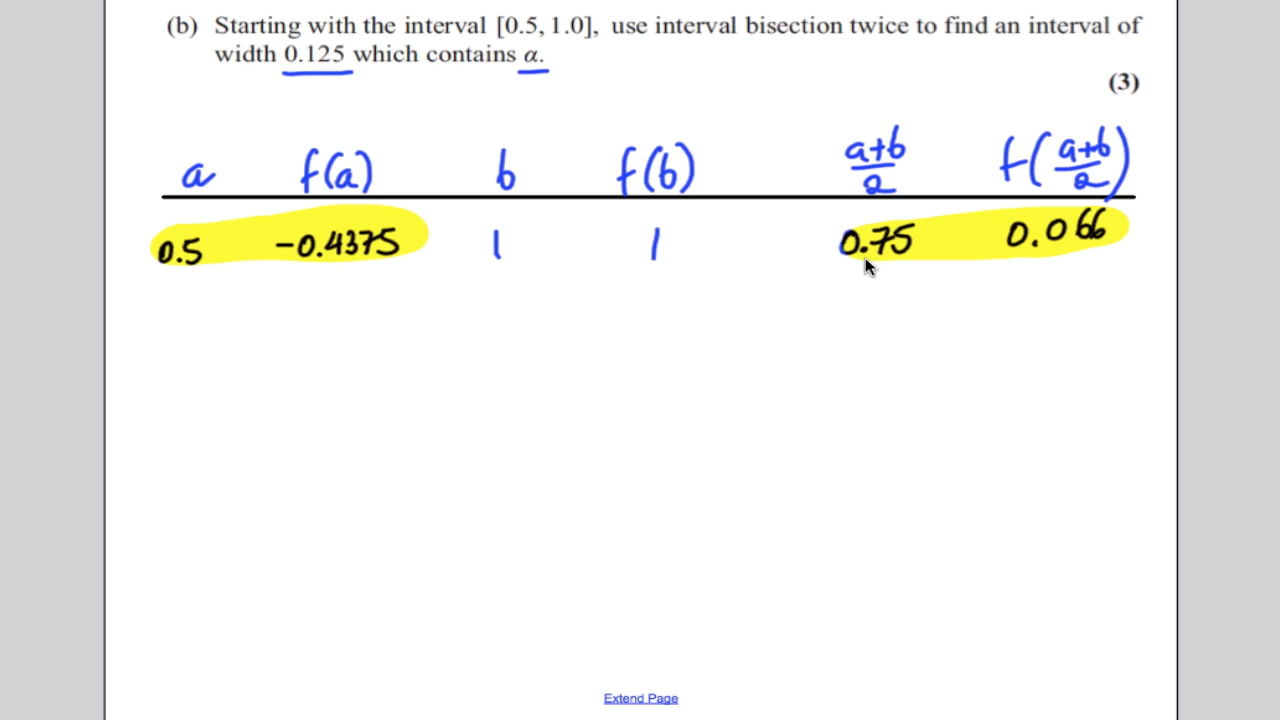 (b) Starting with the interval [0.5, 1.0], use interval bisection twice to find an interval of
width 0.125 which contains α.
(3)
a f(a) b f(b) a+b/2 f(a+b/2)
0.5 -0.4375 1 1 0.75 0.066
Extend Page